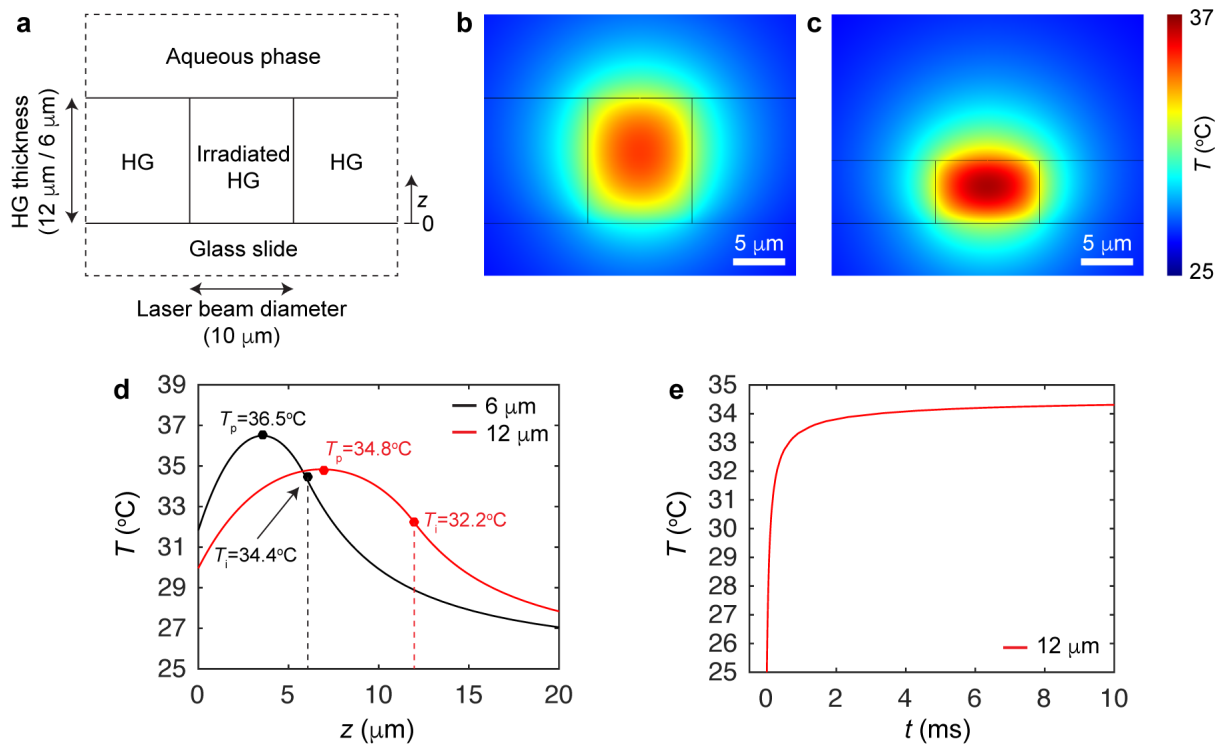 a
Aqueous phase
HG thickness
(12 μm / 6 μm)
HG
Irradiated
HG
HG
z
0
Glass slide
Laser beam diameter
(10 μm)
b
5 μm
c
5 μm
37
T (°C)
25
d
39
37
35
33
31
29
27
25
T (°C)
6 μm
12 μm
Tp=36.5°C
Tp=34.8°C
Ti=34.4°C
Ti=32.2°C
0
5
10
15
20
z (μm)
e
35
34
33
32
31
30
29
28
27
26
25
T (°C)
12 μm
0
2
4
6
8
10
t (ms)